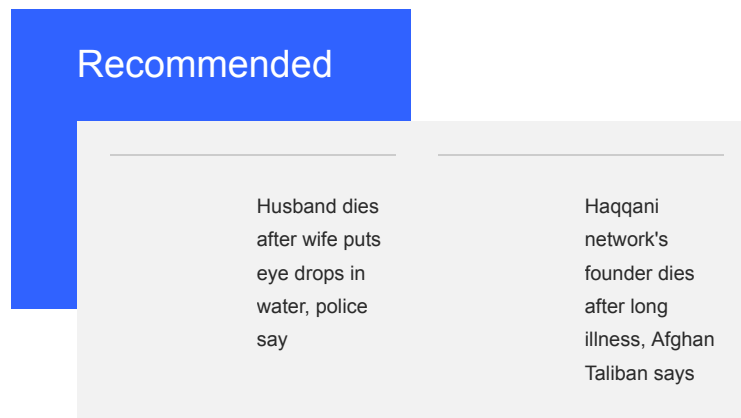 Recommended
Husband dies
after wife puts
eye drops in
water, police
say
Haqqani
network's
founder dies
after long
illness, Afghan
Taliban says